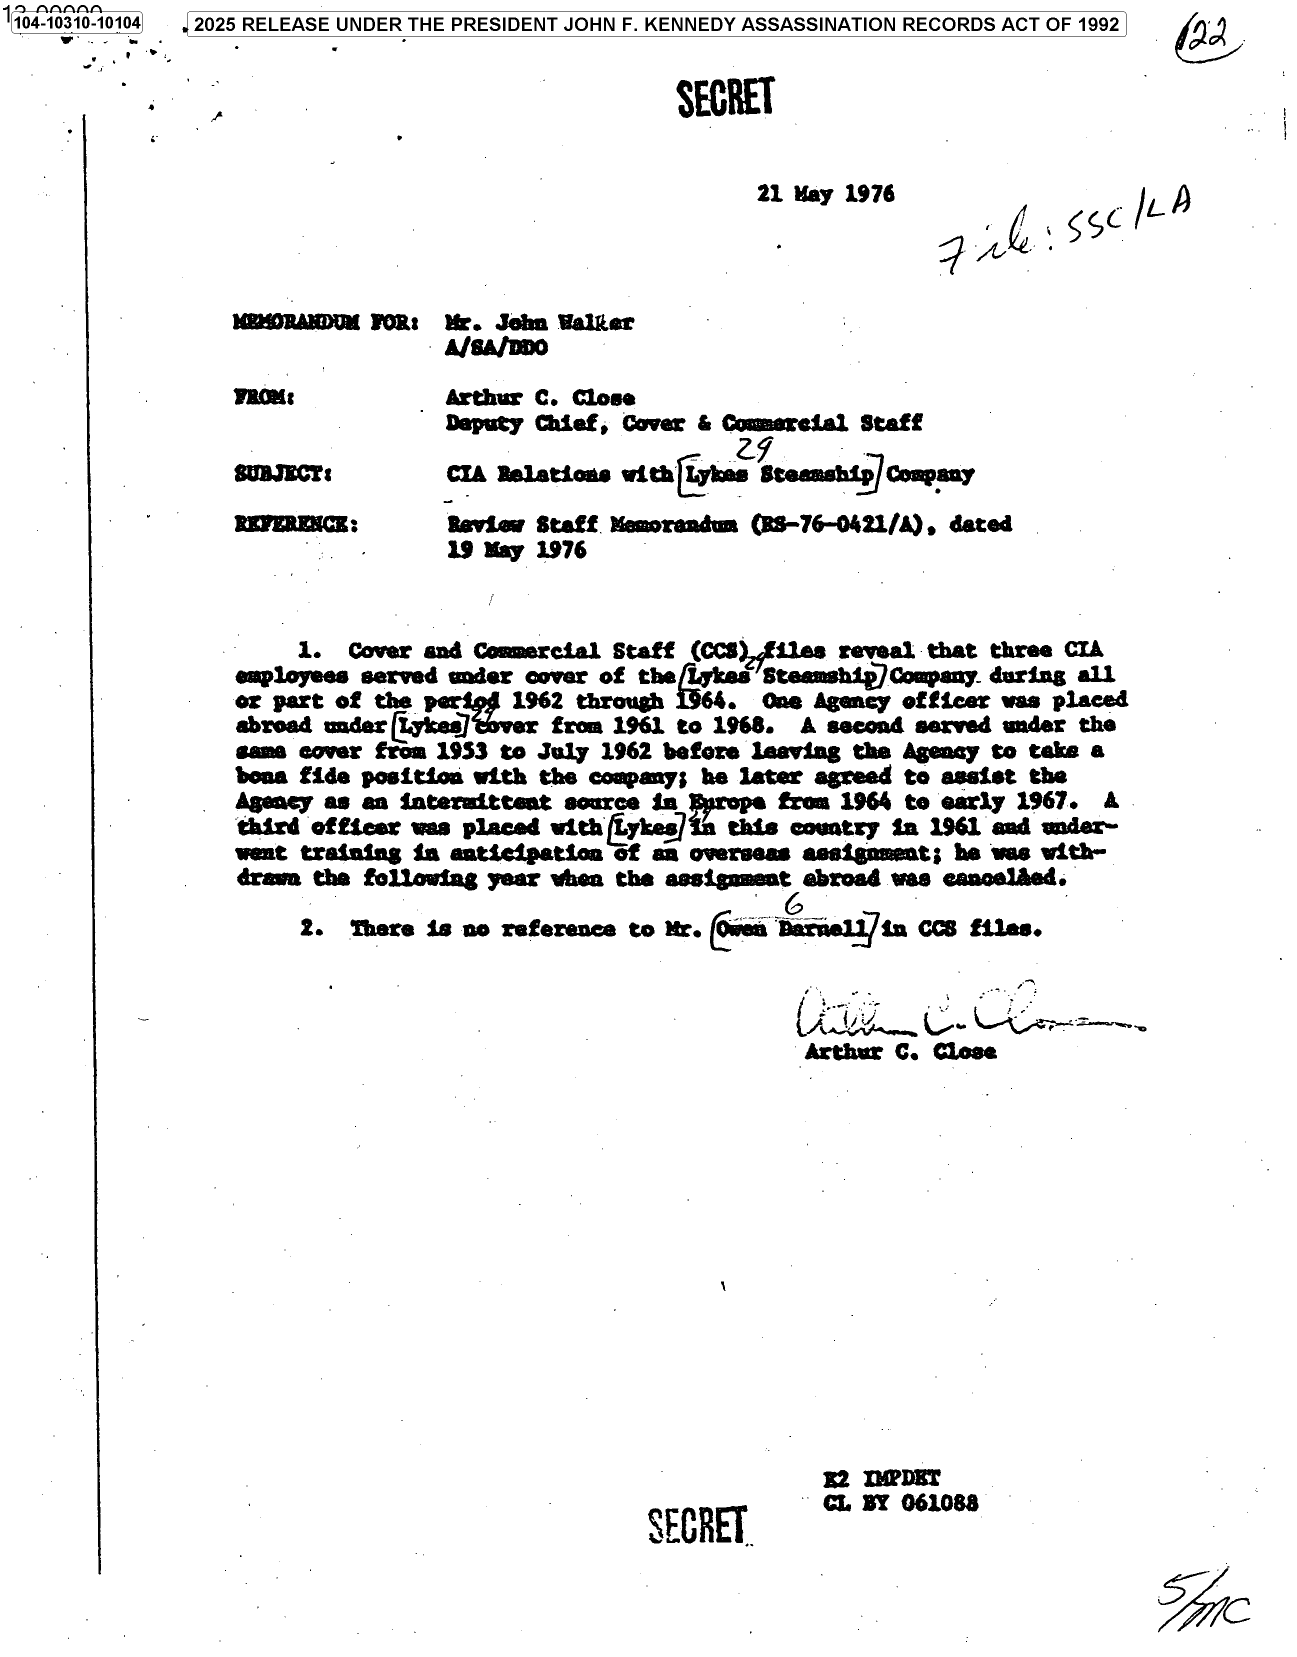 104-10310-10104
2025 RELEASE UNDER THE PRESIDENT JOHN F. KENNEDY ASSASSINATION RECORDS ACT OF 1992
122
SECRET
21 May 1976
File: SSC/LA
MEMORANDUM FOR: Mr. John Walker
A/SA/DDO
FROM: Arthur C. Close
Deputy Chief, Cover & Commercial Staff
29
SUBJECT: CIA Relations with [Lykes Steamship] Company
REFERENCE: Review Staff Memorandum (RS-76-0421/A), dated
19 May 1976
1. Cover and Commercial Staff (CCS) files reveal that three CIA
employees served under cover of the [Lykes Steamship] Company during all
or part of the period 1962 through 1964. One Agency officer was placed
abroad under [Lykes] cover from 1961 to 1968. A second served under the
same cover from 1953 to July 1962 before leaving the Agency to take a
bona fide position with the company; he later agreed to assist the
Agency as an intermittent source in Europe from 1964 to early 1967. A
third officer was placed with [Lykes] in this country in 1961 and under-
went training in anticipation of an overseas assignment; he was with-
drawn the following year when the assignment abroad was cancelled.
6
2. There is no reference to Mr. [Owen Darnell] in CCS files.
Arthur C. Close
Arthur C. Close
E2 IMPDET
CL BY 061088
SECRET
5/mc